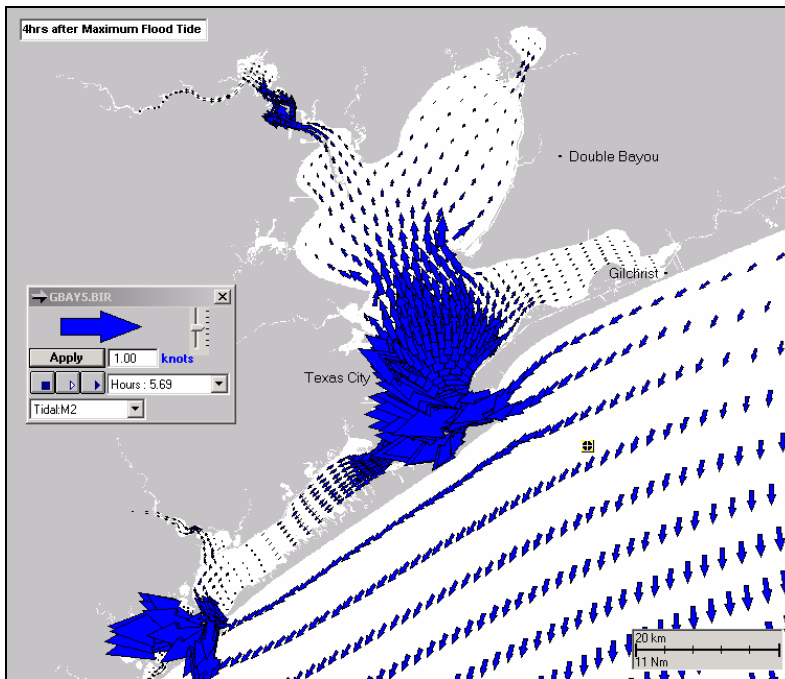 4hrs after Maximum Flood Tide
Double Bayou
Gilchrist
GBAY5.BIR
Apply 1.00 knots
Hours : 5.69
Tidal:M2
Texas City
20 km
11 Nm